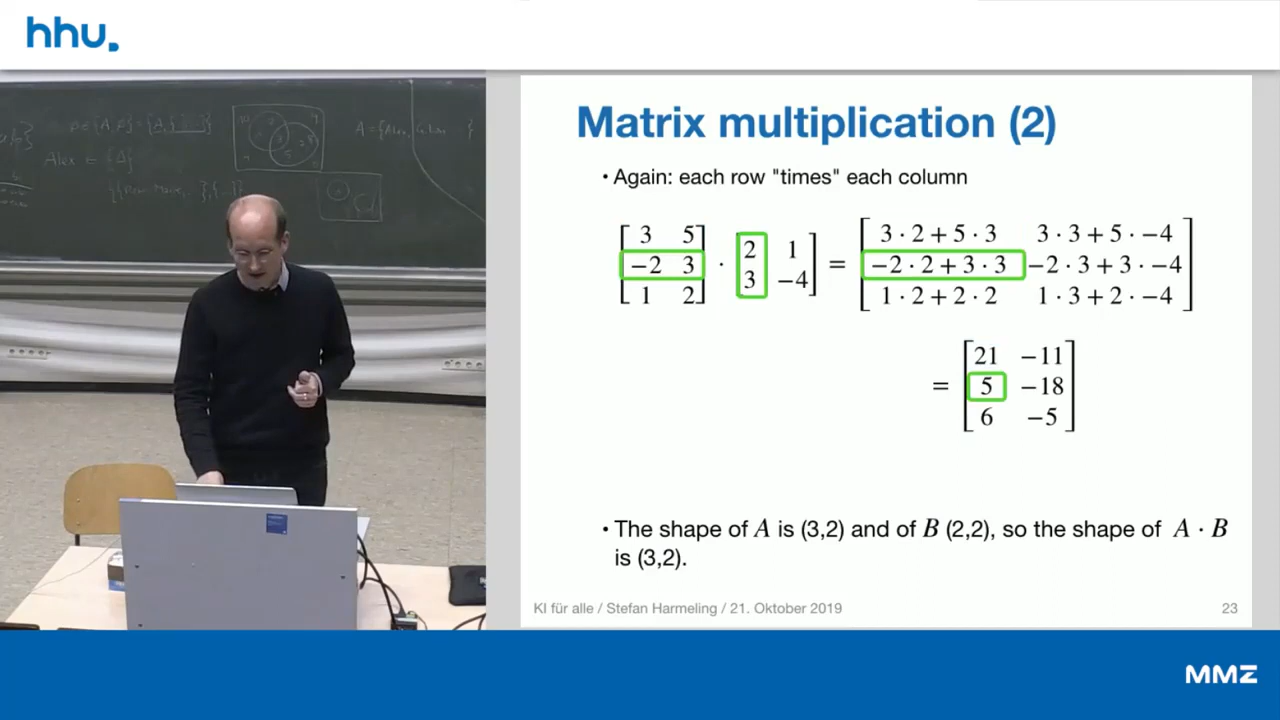 hhu.
A = {
Alex ∈ {A}
Matrix multiplication (2)
• Again: each row "times" each column
[3 5] [2 1] = [3 · 2 + 5 · 3 3 · 3 + 5 · −4]
[−2 3] · [3 −4] [−2 · 2 + 3 · 3 −2 · 3 + 3 · −4]
[1 2] [1 · 2 + 2 · 2 1 · 3 + 2 · −4]
= [21 −11]
[5 −18]
[6 −5]
• The shape of A is (3,2) and of B (2,2), so the shape of A · B
is (3,2).
KI für alle / Stefan Harmeling / 21. Oktober 2019
23
MMZ